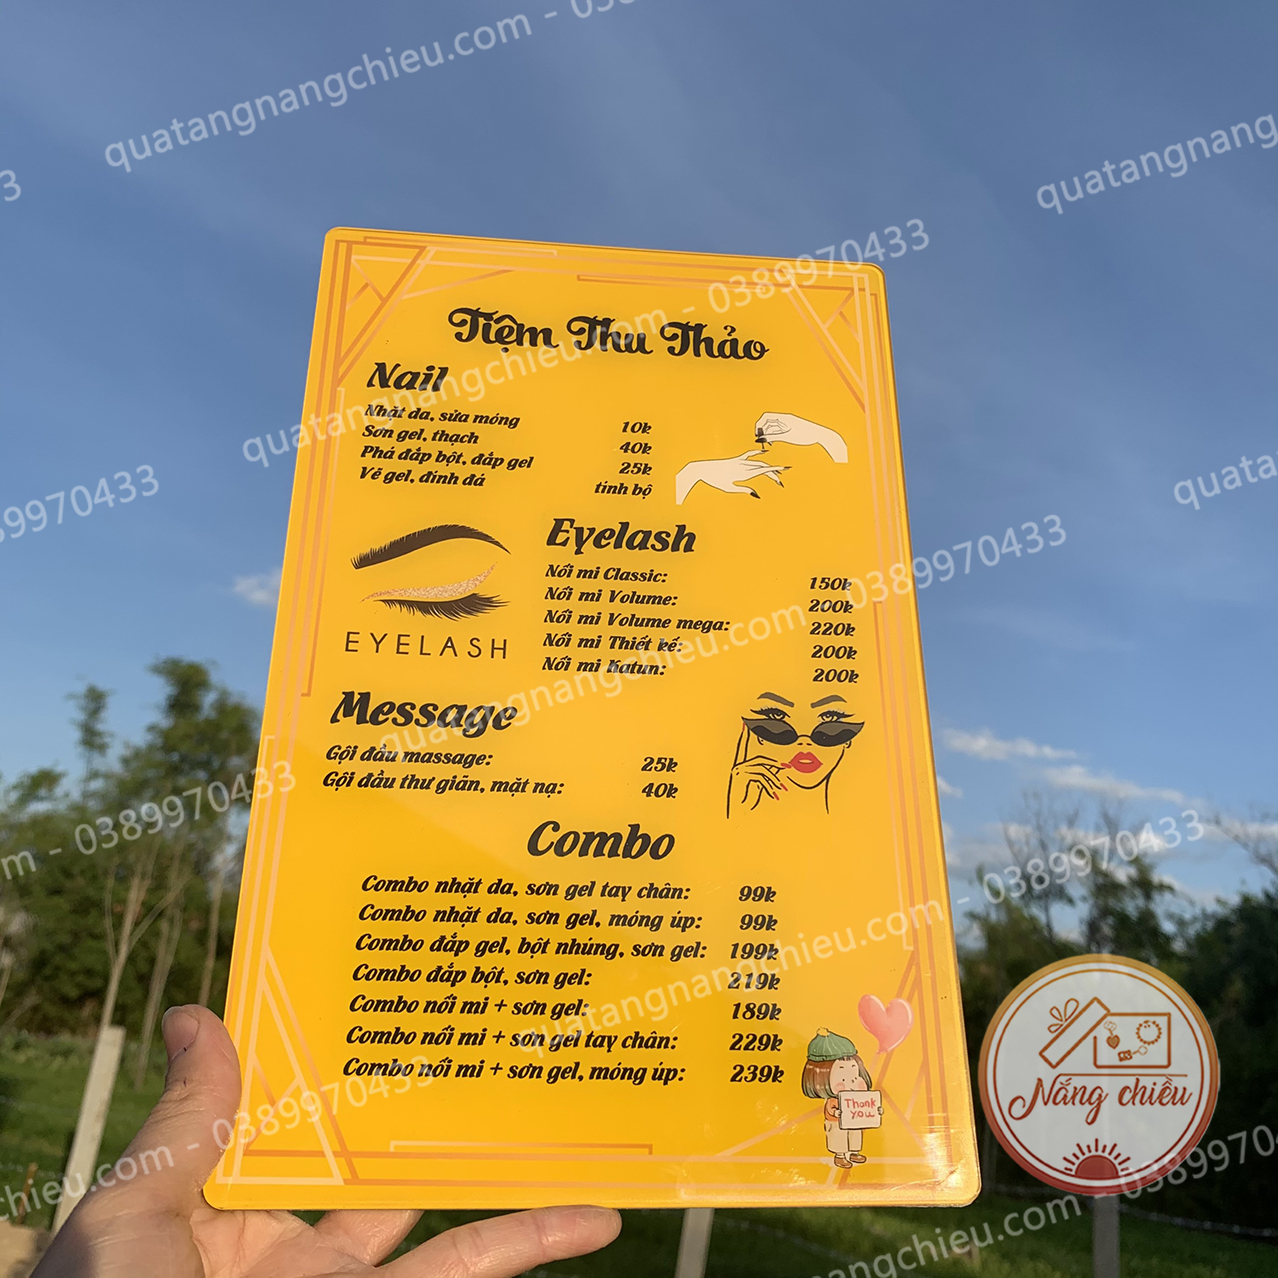 quatangnangchieu.com - 0389970433
Tiệm Thu Thảo
Nail
Nhặt da, sửa móng 10k
Sơn gel, thạch 40k
Phá đắp bột, đắp gel 25k
Vẽ gel, đính đá tính bộ
Eyelash
Nối mi Classic: 150k
Nối mi Volume: 200k
Nối mi Volume mega: 220k
Nối mi Thiết kế: 200k
Nối mi Katun: 200k
EYELASH
Message
Gội đầu massage: 25k
Gội đầu thư giãn, mặt nạ: 40k
Combo
Combo nhặt da, sơn gel tay chân: 99k
Combo nhặt da, sơn gel, móng úp: 99k
Combo đắp gel, bột nhúng, sơn gel: 199k
Combo đắp bột, sơn gel: 219k
Combo nối mi + sơn gel: 189k
Combo nối mi + sơn gel tay chân: 229k
Combo nối mi + sơn gel, móng úp: 239k
Thank
you
Nắng chiều